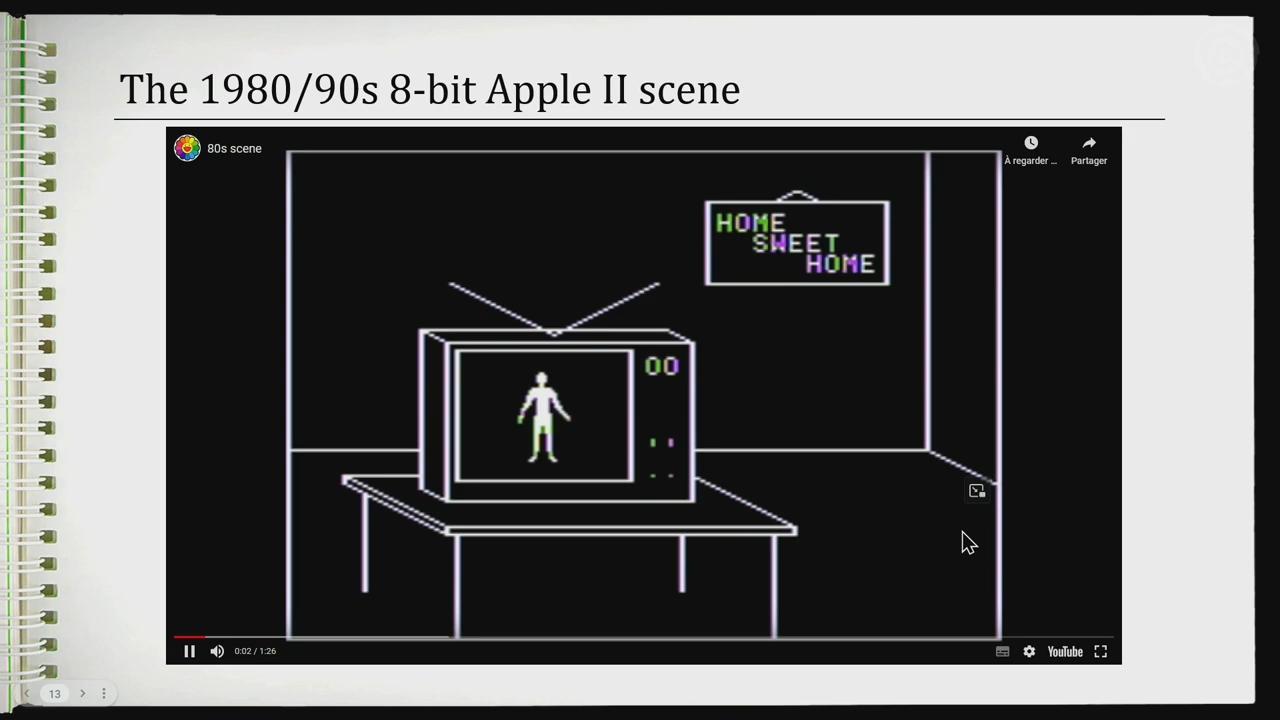 The 1980/90s 8-bit Apple II scene
80s scene
À regarder ...
Partager
HOME
SWEET
HOME
0:02 / 1:26
YouTube
13